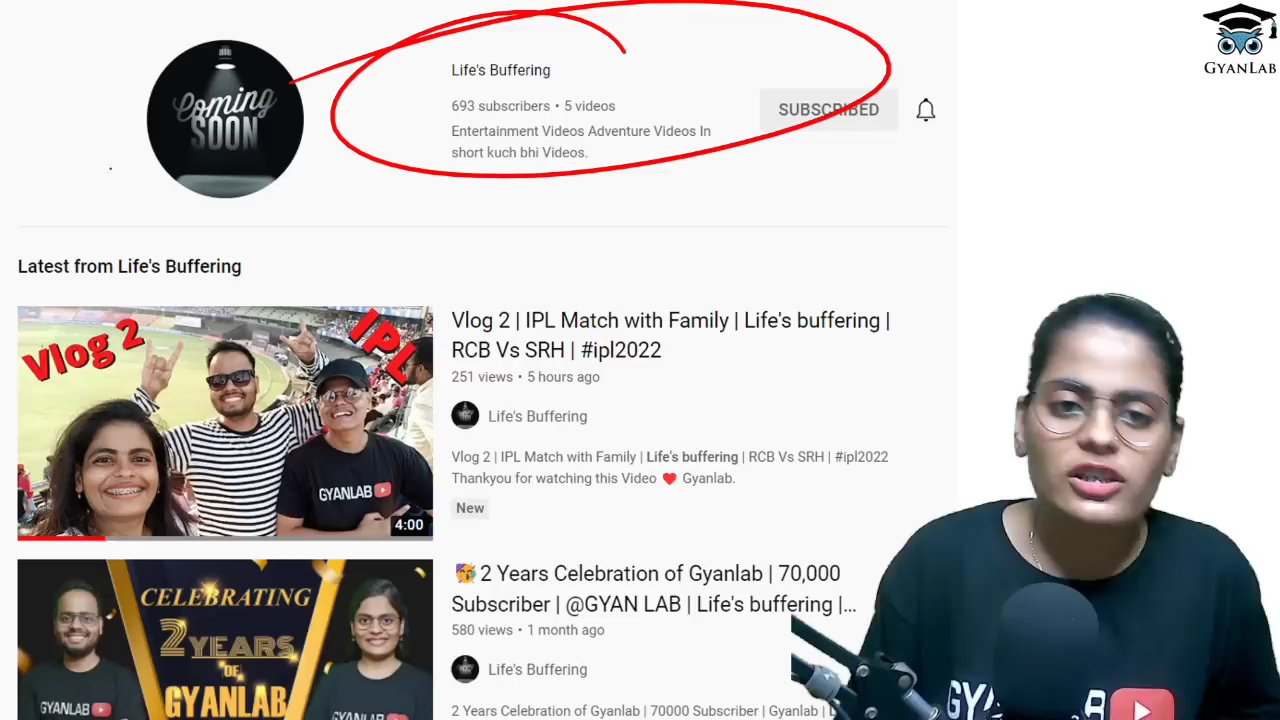 GYANLAB
Coming
SOON
Life's Buffering
693 subscribers • 5 videos
SUBSCRIBED
Entertainment Videos Adventure Videos In
short kuch bhi Videos.
Latest from Life's Buffering
Vlog 2
IPL
GYANLAB
4:00
Vlog 2 | IPL Match with Family | Life's buffering |
RCB Vs SRH | #ipl2022
251 views • 5 hours ago
Life's Buffering
Vlog 2 | IPL Match with Family | Life's buffering | RCB Vs SRH | #ipl2022
Thankyou for watching this Video ❤️ Gyanlab.
New
CELEBRATING
2 YEARS
OF
GYANLAB
GYANLAB
GYANLAB
🥳 2 Years Celebration of Gyanlab | 70,000
Subscriber | @GYAN LAB | Life's buffering |...
580 views • 1 month ago
Life's Buffering
2 Years Celebration of Gyanlab | 70000 Subscriber | Gyanlab |